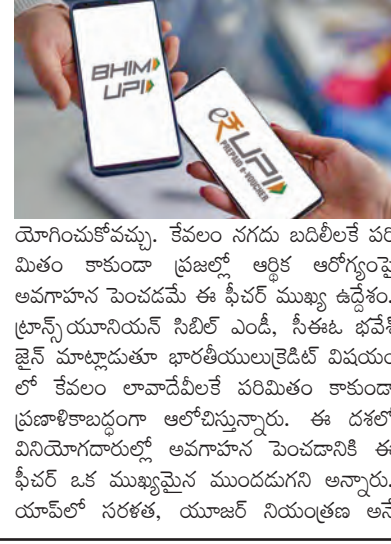 BHIM
UPI
e₹UPI
PREPAID e-VOUCHER
యోగించుకోవచ్చు. కేవలం నగదు బదిలీలకే పరి
మితం కాకుండా ప్రజల్లో ఆర్థిక ఆరోగ్యంపై
అవగాహన పెంచడమే ఈ ఫీచర్ ముఖ్య ఉద్దేశం.
ట్రాన్స్‌యూనియన్ సిబిల్ ఎండీ, సీఈఓ భవేశ్
జైన్ మాట్లాడుతూ భారతీయులుక్రెడిట్ విషయం
లో కేవలం లావాదేవీలకే పరిమితం కాకుండా
ప్రణాళికాబద్ధంగా ఆలోచిస్తున్నారు. ఈ దశలో
వినియోగదారుల్లో అవగాహన పెంచడానికి ఈ
ఫీచర్ ఒక ముఖ్యమైన ముందడుగని అన్నారు.
యాప్‌లో సరళత, యూజర్ నియంత్రణ అనే